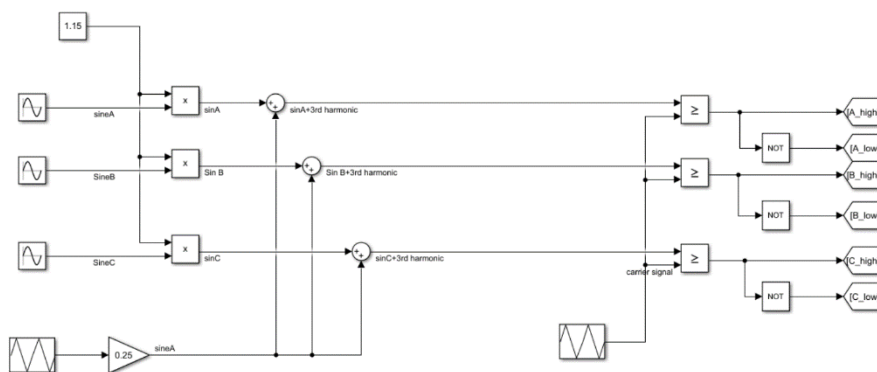 1.15
x
sineA
sinA
+
+
sinA+3rd harmonic
≥
[A_high
NOT
[A_low
x
SineB
Sin B
+
+
Sin B+3rd harmonic
≥
[B_high
NOT
[B_low
x
SineC
sinC
+
+
sinC+3rd harmonic
≥
carrier signal
[C_high
NOT
[C_low
0.25
sineA